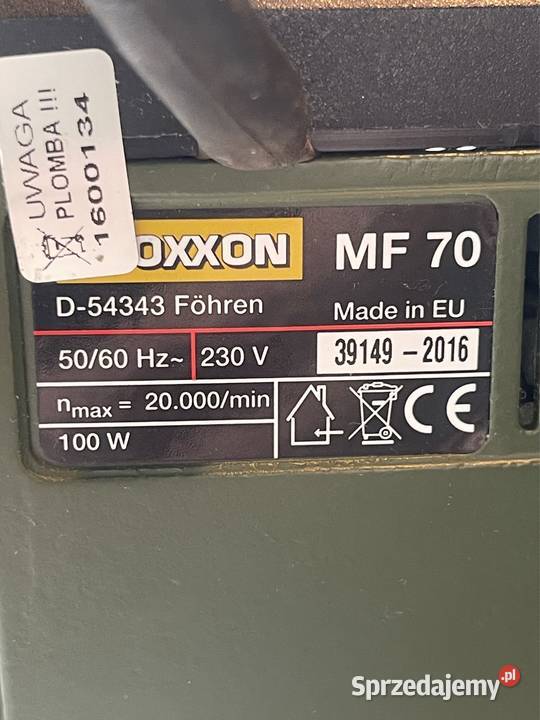 UWAGA
PLOMBA !!!
1600134
OXXON
MF 70
D-54343 Föhren
Made in EU
50/60 Hz~
230 V
39149 - 2016
nmax = 20.000/min
100 W
CE
Sprzedajemy.pl